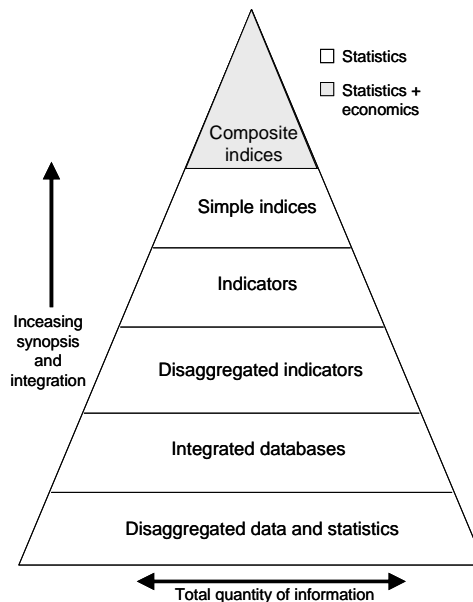 Statistics
Statistics +
economics
Composite
indices
Simple indices
Indicators
Inceasing
synopsis
and
integration
Disaggregated indicators
Integrated databases
Disaggregated data and statistics
Total quantity of information